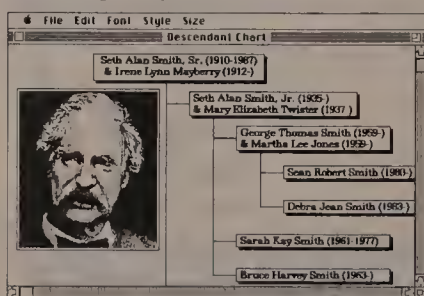 File Edit Font Style Size
Descendant Chart
Seth Alan Smith, Sr. (1910-1987)
& Irene Lynn Mayberry (1912-)
Seth Alan Smith, Jr. (1935-)
& Mary Elizabeth Twister (1937 )
George Thomas Smith (1959-)
& Martha Lee Jones (1959-)
Sean Robert Smith (1980-)
Debra Jean Smith (1983-)
Sarah Kay Smith (1961-1977)
Bruce Harvey Smith (1963-)